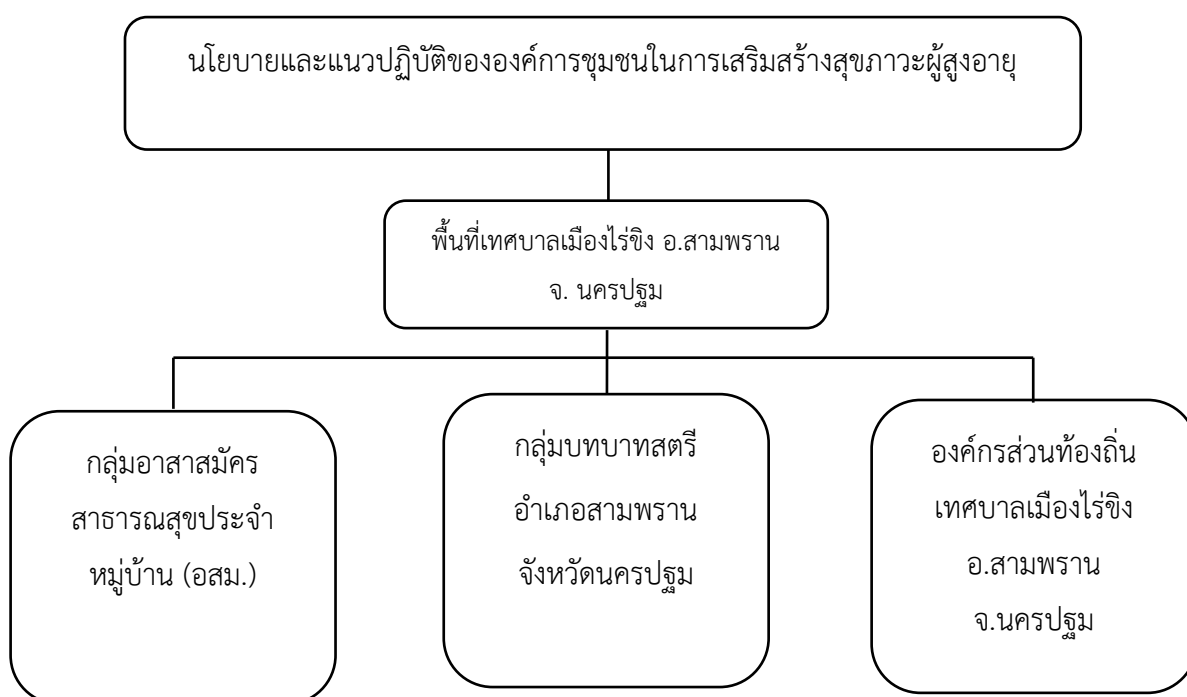 นโยบายและแนวปฏิบัติขององค์การชุมชนในการเสริมสร้างสุขภาวะผู้สูงอายุ
พื้นที่เทศบาลเมืองไร่ขิง อ.สามพราน
จ. นครปฐม
กลุ่มอาสาสมัคร
สาธารณสุขประจำ
หมู่บ้าน (อสม.)
กลุ่มบทบาทสตรี
อำเภอสามพราน
จังหวัดนครปฐม
องค์กรส่วนท้องถิ่น
เทศบาลเมืองไร่ขิง
อ.สามพราน
จ.นครปฐม